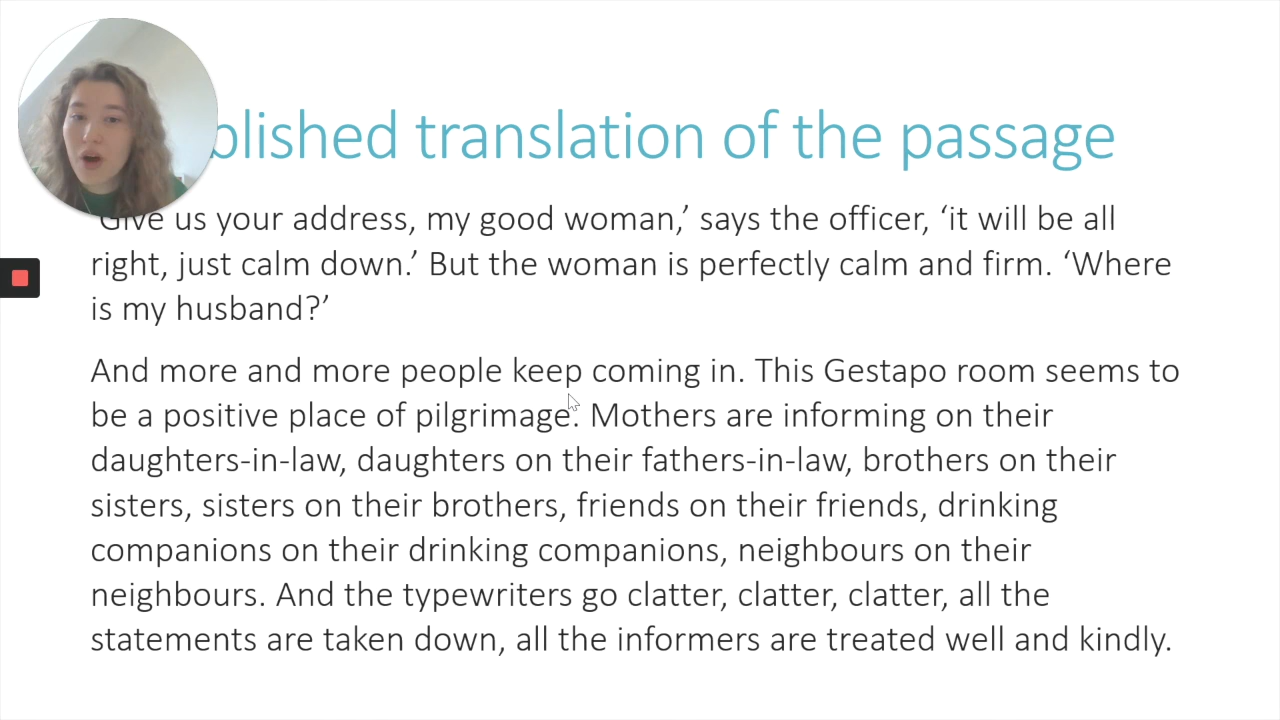 blished translation of the passage
‘Give us your address, my good woman,’ says the officer, ‘it will be all
right, just calm down.’ But the woman is perfectly calm and firm. ‘Where
is my husband?’
And more and more people keep coming in. This Gestapo room seems to
be a positive place of pilgrimage. Mothers are informing on their
daughters-in-law, daughters on their fathers-in-law, brothers on their
sisters, sisters on their brothers, friends on their friends, drinking
companions on their drinking companions, neighbours on their
neighbours. And the typewriters go clatter, clatter, clatter, all the
statements are taken down, all the informers are treated well and kindly.